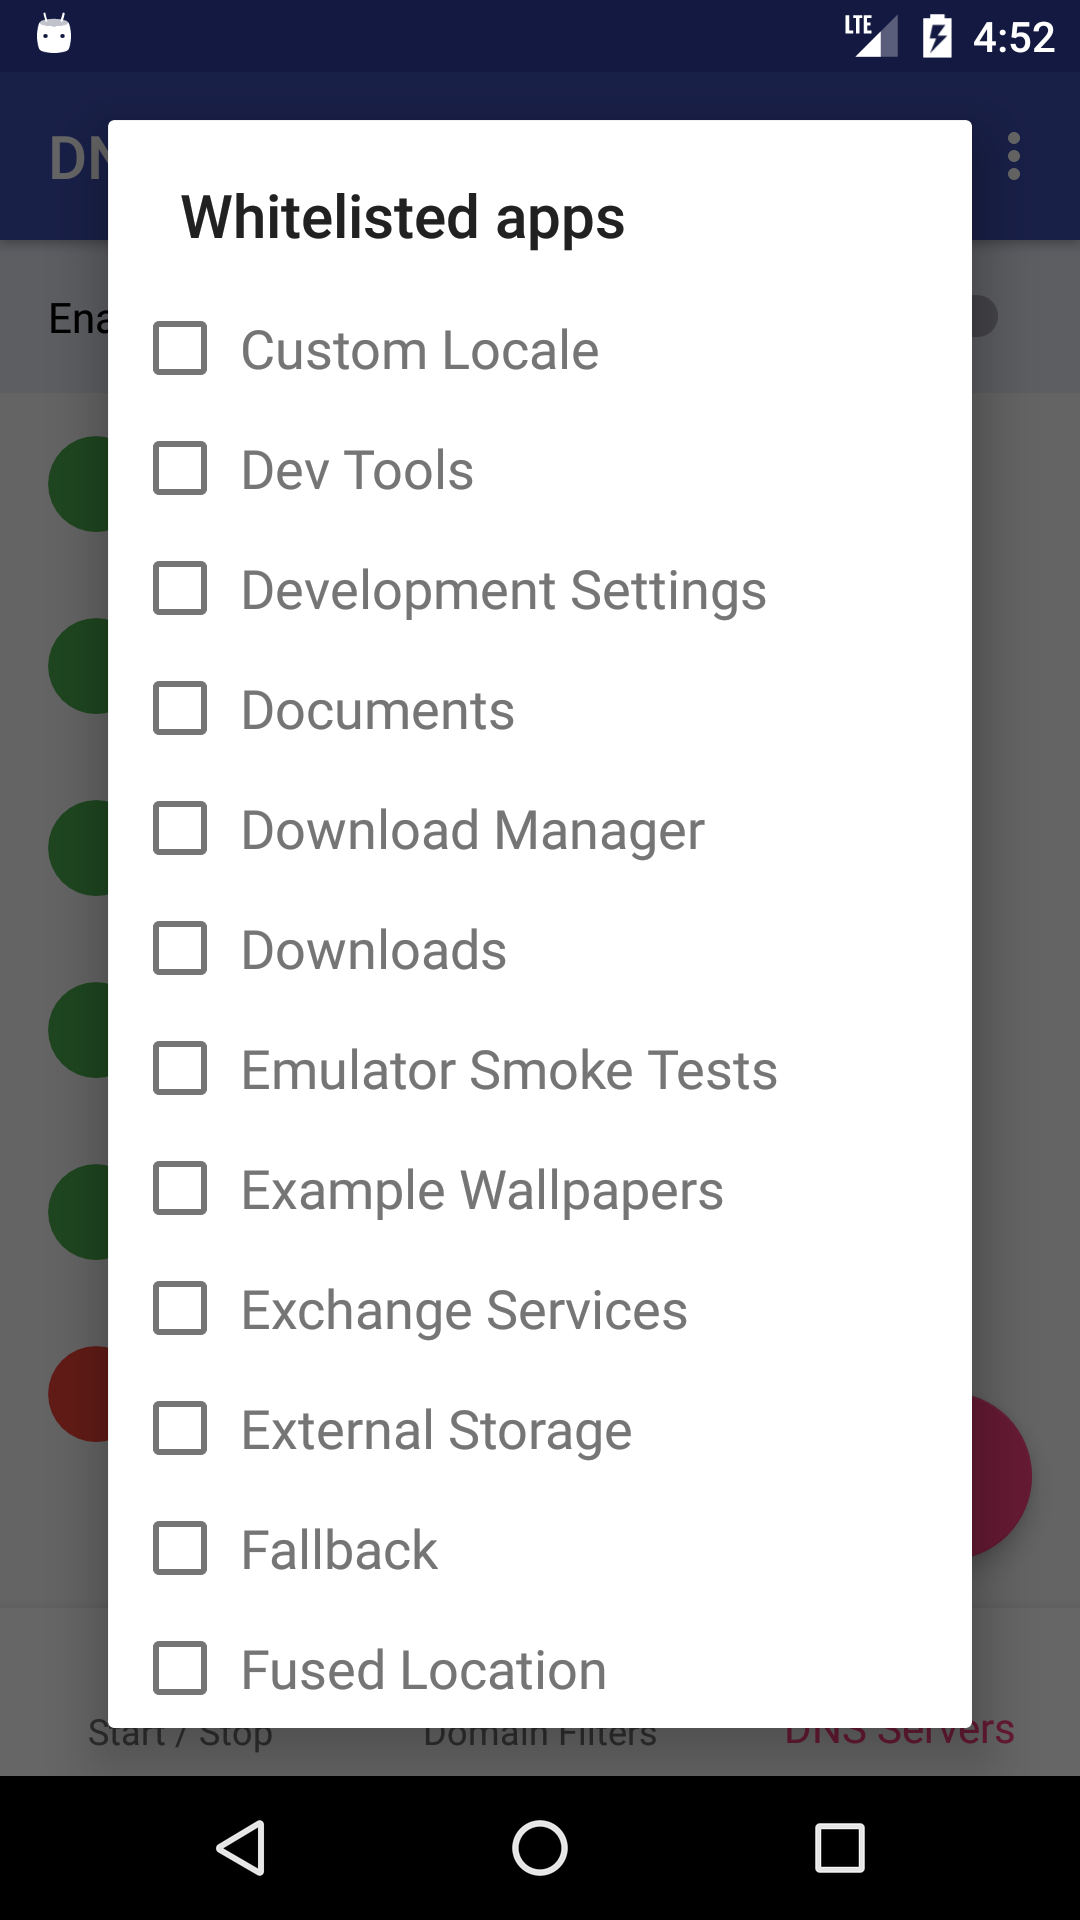 LTE 4:52
DN
Whitelisted apps
Ena
Custom Locale
Dev Tools
Development Settings
Documents
Download Manager
Downloads
Emulator Smoke Tests
Example Wallpapers
Exchange Services
External Storage
Fallback
Fused Location
Start / Stop
Domain Filters
DNS Servers